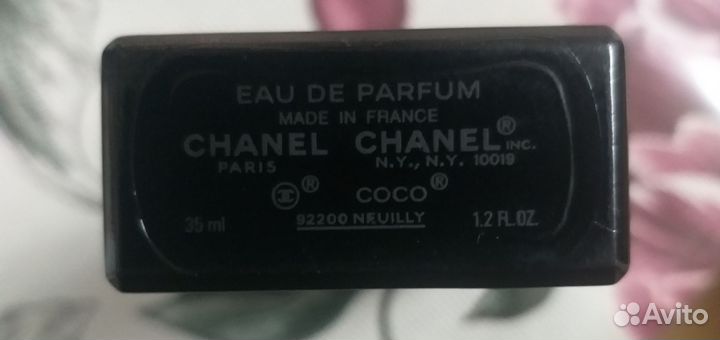 EAU DE PARFUM
MADE IN FRANCE
CHANEL CHANEL® INC.
PARIS N.Y., N.Y. 10019
® COCO®
35 ml 92200 NEUILLY 1.2 FL.OZ.
Avito